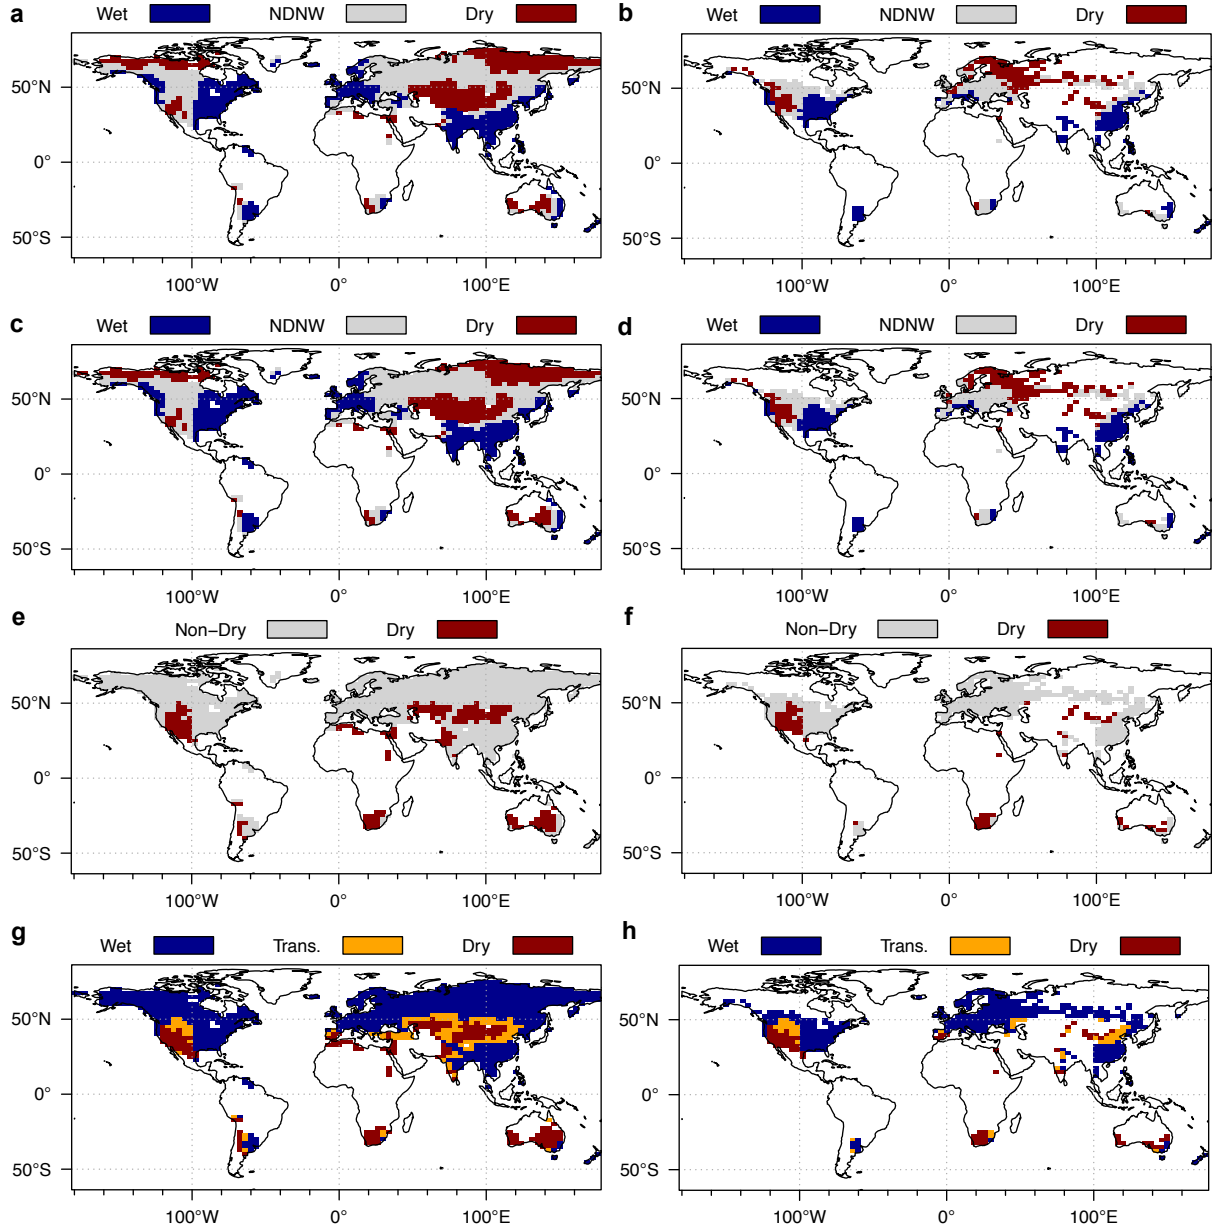 a Wet NDNW Dry
b Wet NDNW Dry
50°N
0°
50°S
100°W 0° 100°E
50°N
0°
50°S
100°W 0° 100°E
c Wet NDNW Dry
d Wet NDNW Dry
50°N
0°
50°S
100°W 0° 100°E
50°N
0°
50°S
100°W 0° 100°E
e Non−Dry Dry
f Non−Dry Dry
50°N
0°
50°S
100°W 0° 100°E
50°N
0°
50°S
100°W 0° 100°E
g Wet Trans. Dry
h Wet Trans. Dry
50°N
0°
50°S
100°W 0° 100°E
50°N
0°
50°S
100°W 0° 100°E